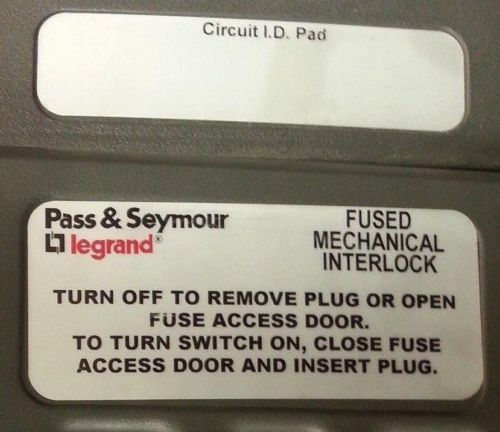 Circuit I.D. Pad
Pass & Seymour
legrand®
FUSED
MECHANICAL
INTERLOCK
TURN OFF TO REMOVE PLUG OR OPEN
FUSE ACCESS DOOR.
TO TURN SWITCH ON, CLOSE FUSE
ACCESS DOOR AND INSERT PLUG.